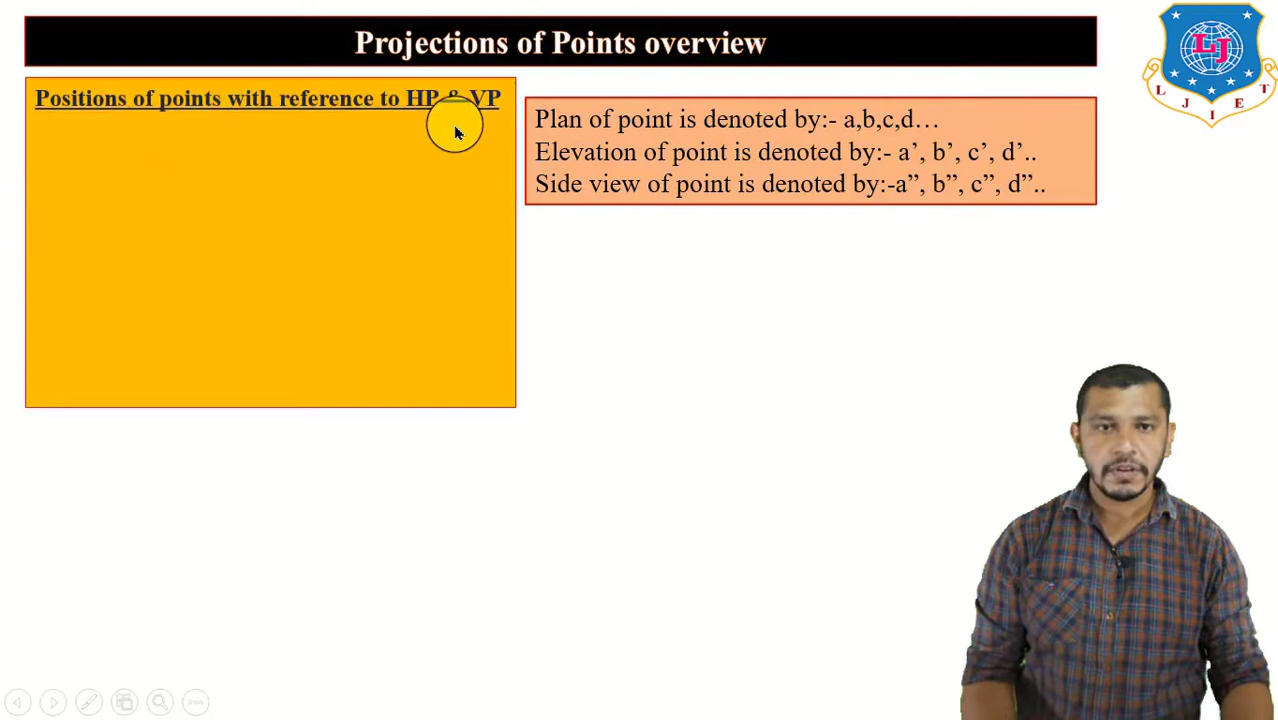 Projections of Points overview
Positions of points with reference to HP & VP
Plan of point is denoted by:- a,b,c,d…
Elevation of point is denoted by:- a’, b’, c’, d’..
Side view of point is denoted by:-a”, b”, c”, d”..
LJ
L J I E T